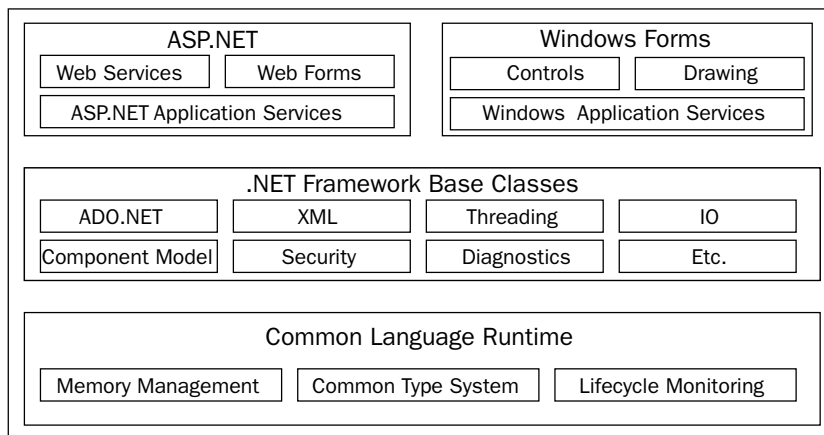 ASP.NET
Web Services
Web Forms
ASP.NET Application Services
Windows Forms
Controls
Drawing
Windows Application Services
.NET Framework Base Classes
ADO.NET
XML
Threading
IO
Component Model
Security
Diagnostics
Etc.
Common Language Runtime
Memory Management
Common Type System
Lifecycle Monitoring